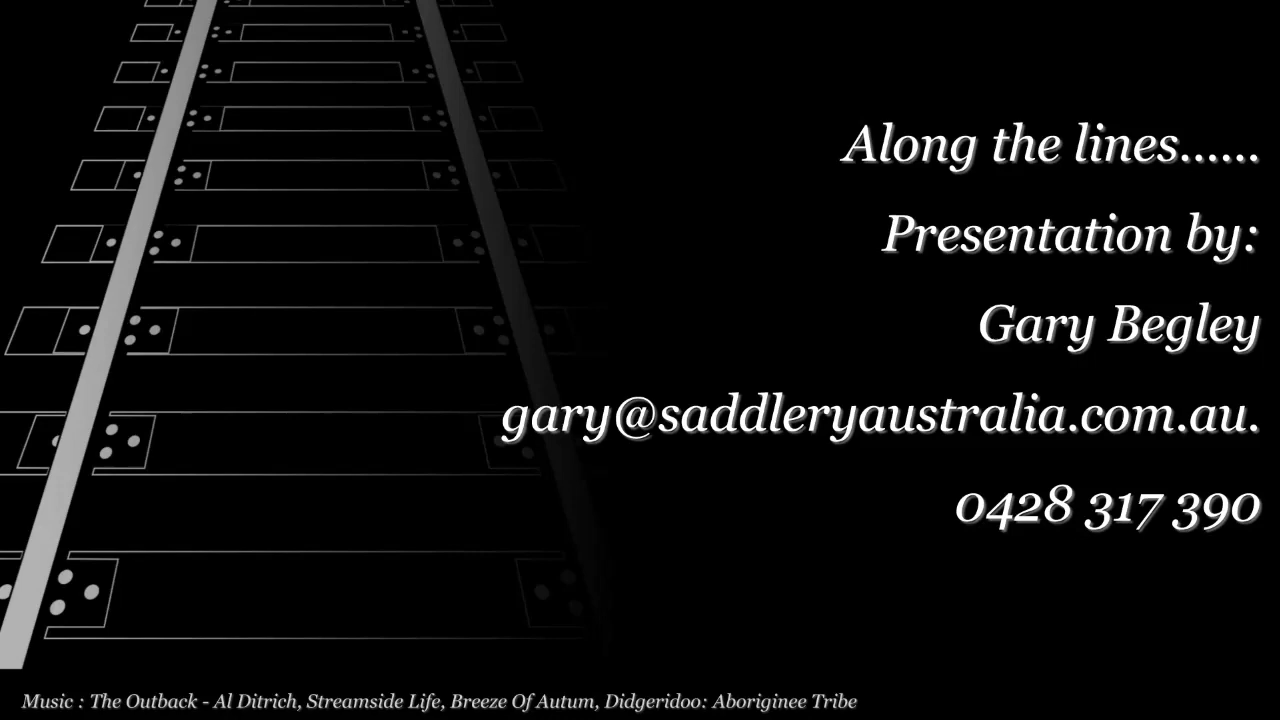 Along the lines......
Presentation by:
Gary Begley
gary@saddleryaustralia.com.au.
0428 317 390
Music : The Outback - Al Ditrich, Streamside Life, Breeze Of Autum, Didgeridoo: Aboriginee Tribe